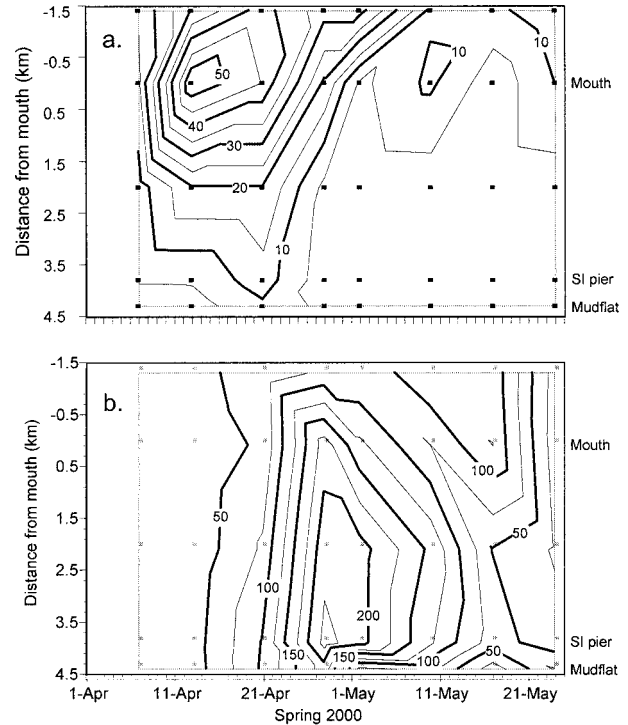 a.
-1.5
-0.5
0.5
1.5
2.5
3.5
4.5
Distance from mouth (km)
50
40
30
20
10
10
10
Mouth
SI pier
Mudflat
b.
-1.5
-0.5
0.5
1.5
2.5
3.5
4.5
Distance from mouth (km)
50
100
150
150
200
100
100
50
50
Mouth
SI pier
Mudflat
1-Apr 11-Apr 21-Apr 1-May 11-May 21-May
Spring 2000